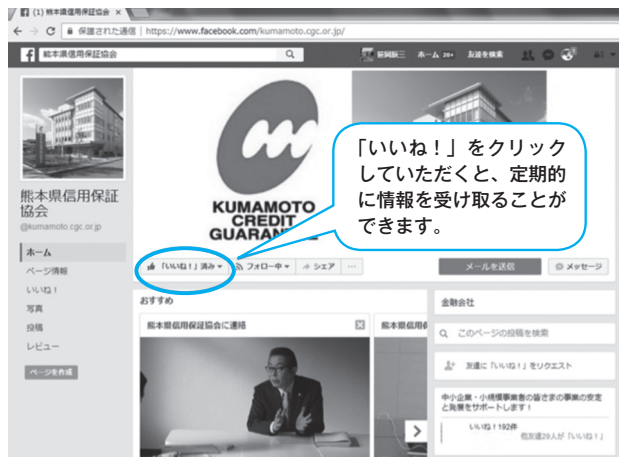 (1) 熊本県信用保証協会
保護された通信 | https://www.facebook.com/kumamoto.cgc.or.jp/
熊本県信用保証協会
ホーム 20+
友達を検索
熊本県信用保証
協会
@kumamoto.cgc.or.jp
ホーム
ページ情報
いいね！
写真
投稿
レビュー
ページを作成
KUMAMOTO
CREDIT
GUARAN
「いいね！」をクリック
していただくと、定期的
に情報を受け取ることが
できます。
「いいね！」済み
フォロー中
シェア
メールを送信
メッセージ
おすすめ
熊本県信用保証協会に連絡
熊本県信用保
金融会社
このページの投稿を検索
友達に「いいね！」をリクエスト
中小企業・小規模事業者の皆さまの事業の安定
と発展をサポートします！
いいね！192件
他友達29人が「いいね！」